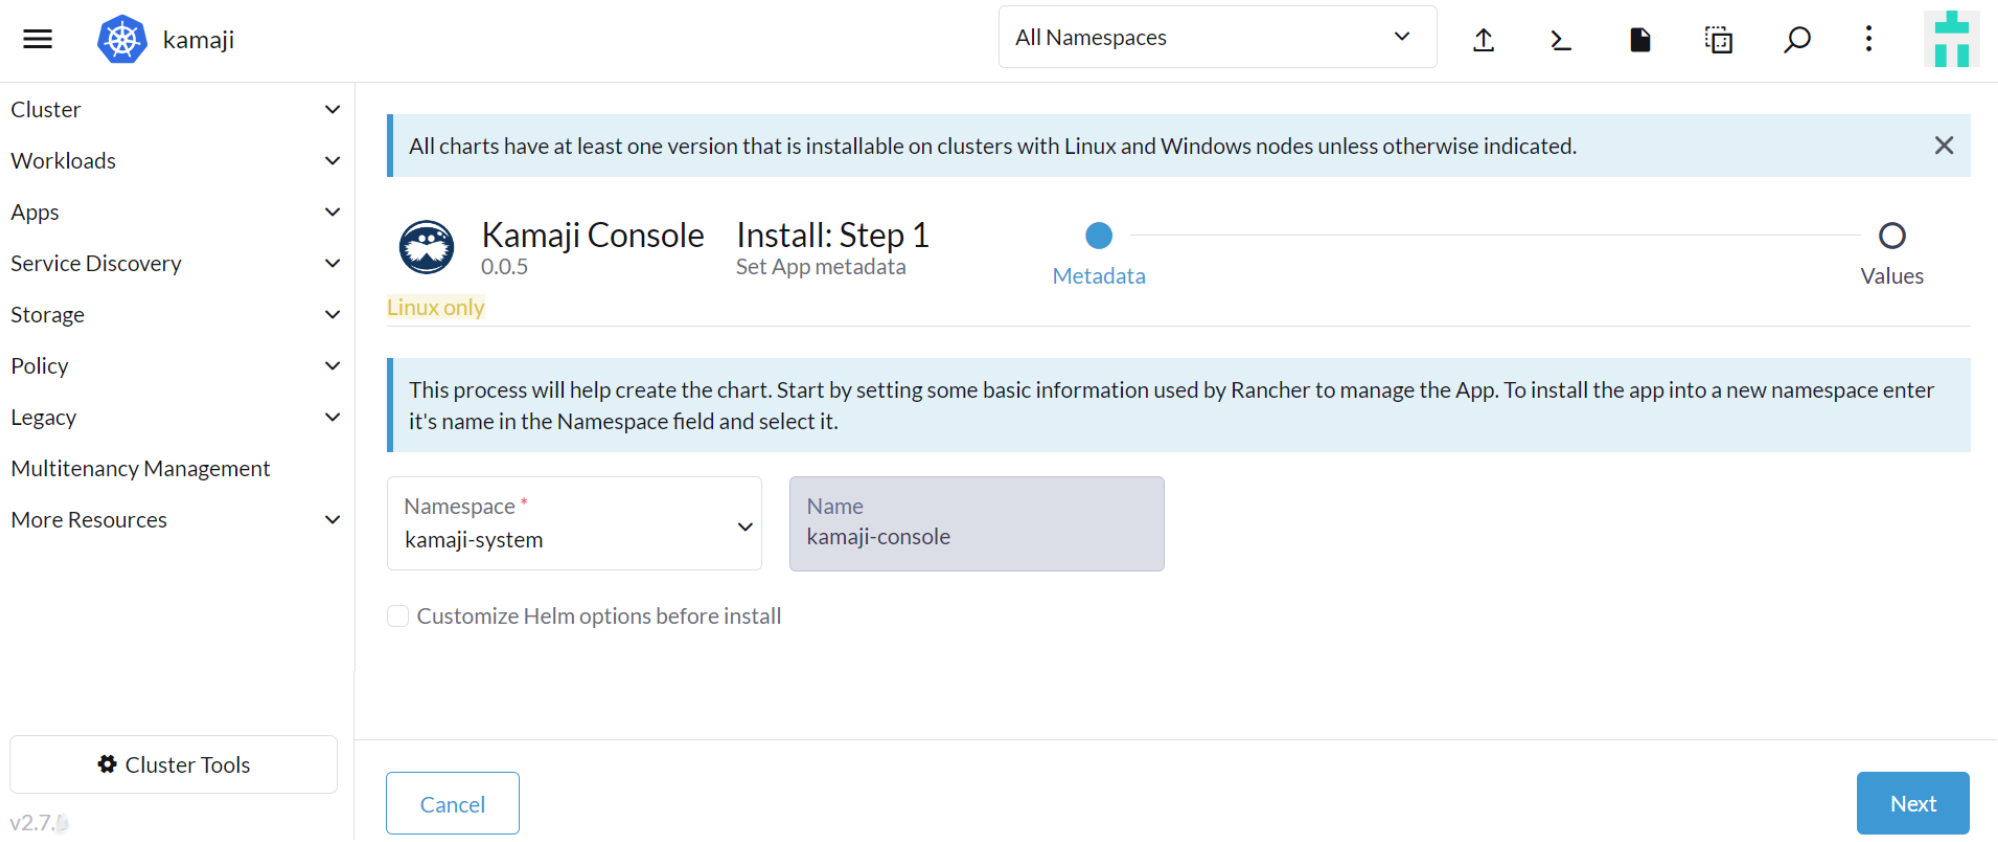 kamaji
All Namespaces
Cluster
Workloads
Apps
Service Discovery
Storage
Policy
Legacy
Multitenancy Management
More Resources
Cluster Tools
All charts have at least one version that is installable on clusters with Linux and Windows nodes unless otherwise indicated.
Kamaji Console
0.0.5
Linux only
Install: Step 1
Set App metadata
Metadata
Values
This process will help create the chart. Start by setting some basic information used by Rancher to manage the App. To install the app into a new namespace enter
it's name in the Namespace field and select it.
Namespace *
kamaji-system
Name
kamaji-console
Customize Helm options before install
Cancel
Next